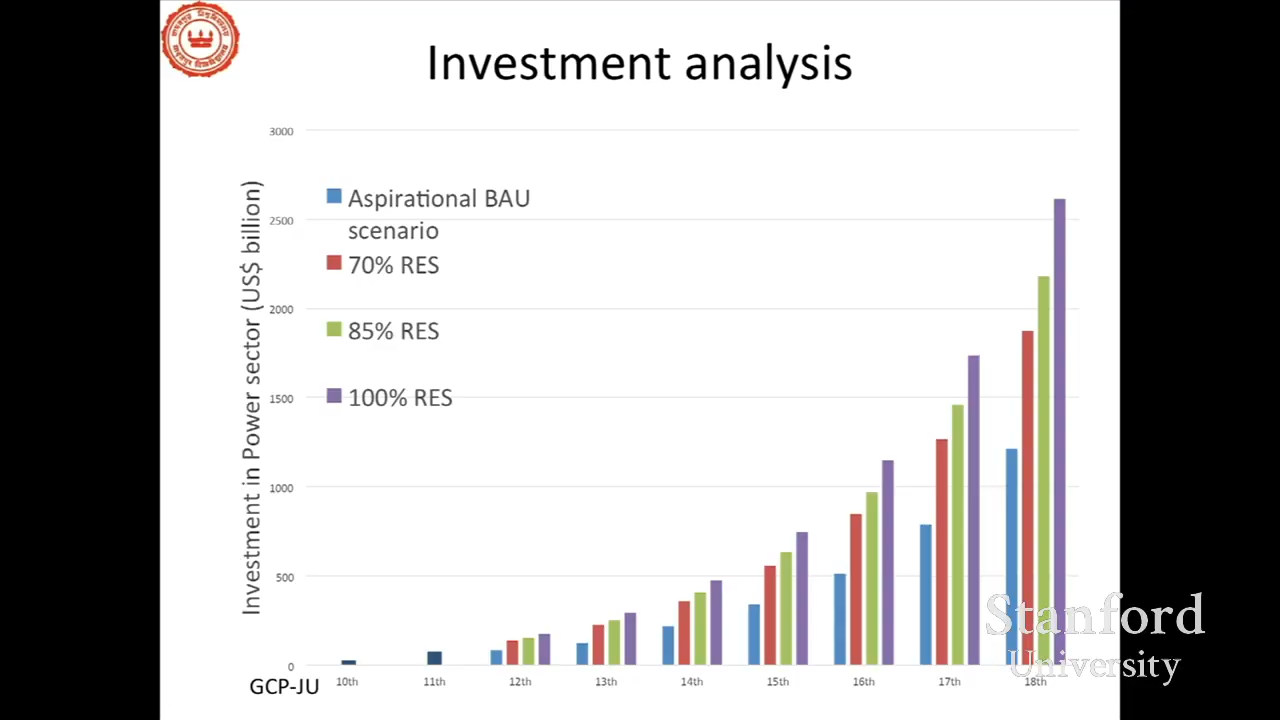 Investment analysis
3000
2500
2000
1500
1000
500
0
Investment in Power sector (US$ billion)
Aspirational BAU
scenario
70% RES
85% RES
100% RES
10th 11th 12th 13th 14th 15th 16th 17th 18th
GCP-JU
Stanford
University